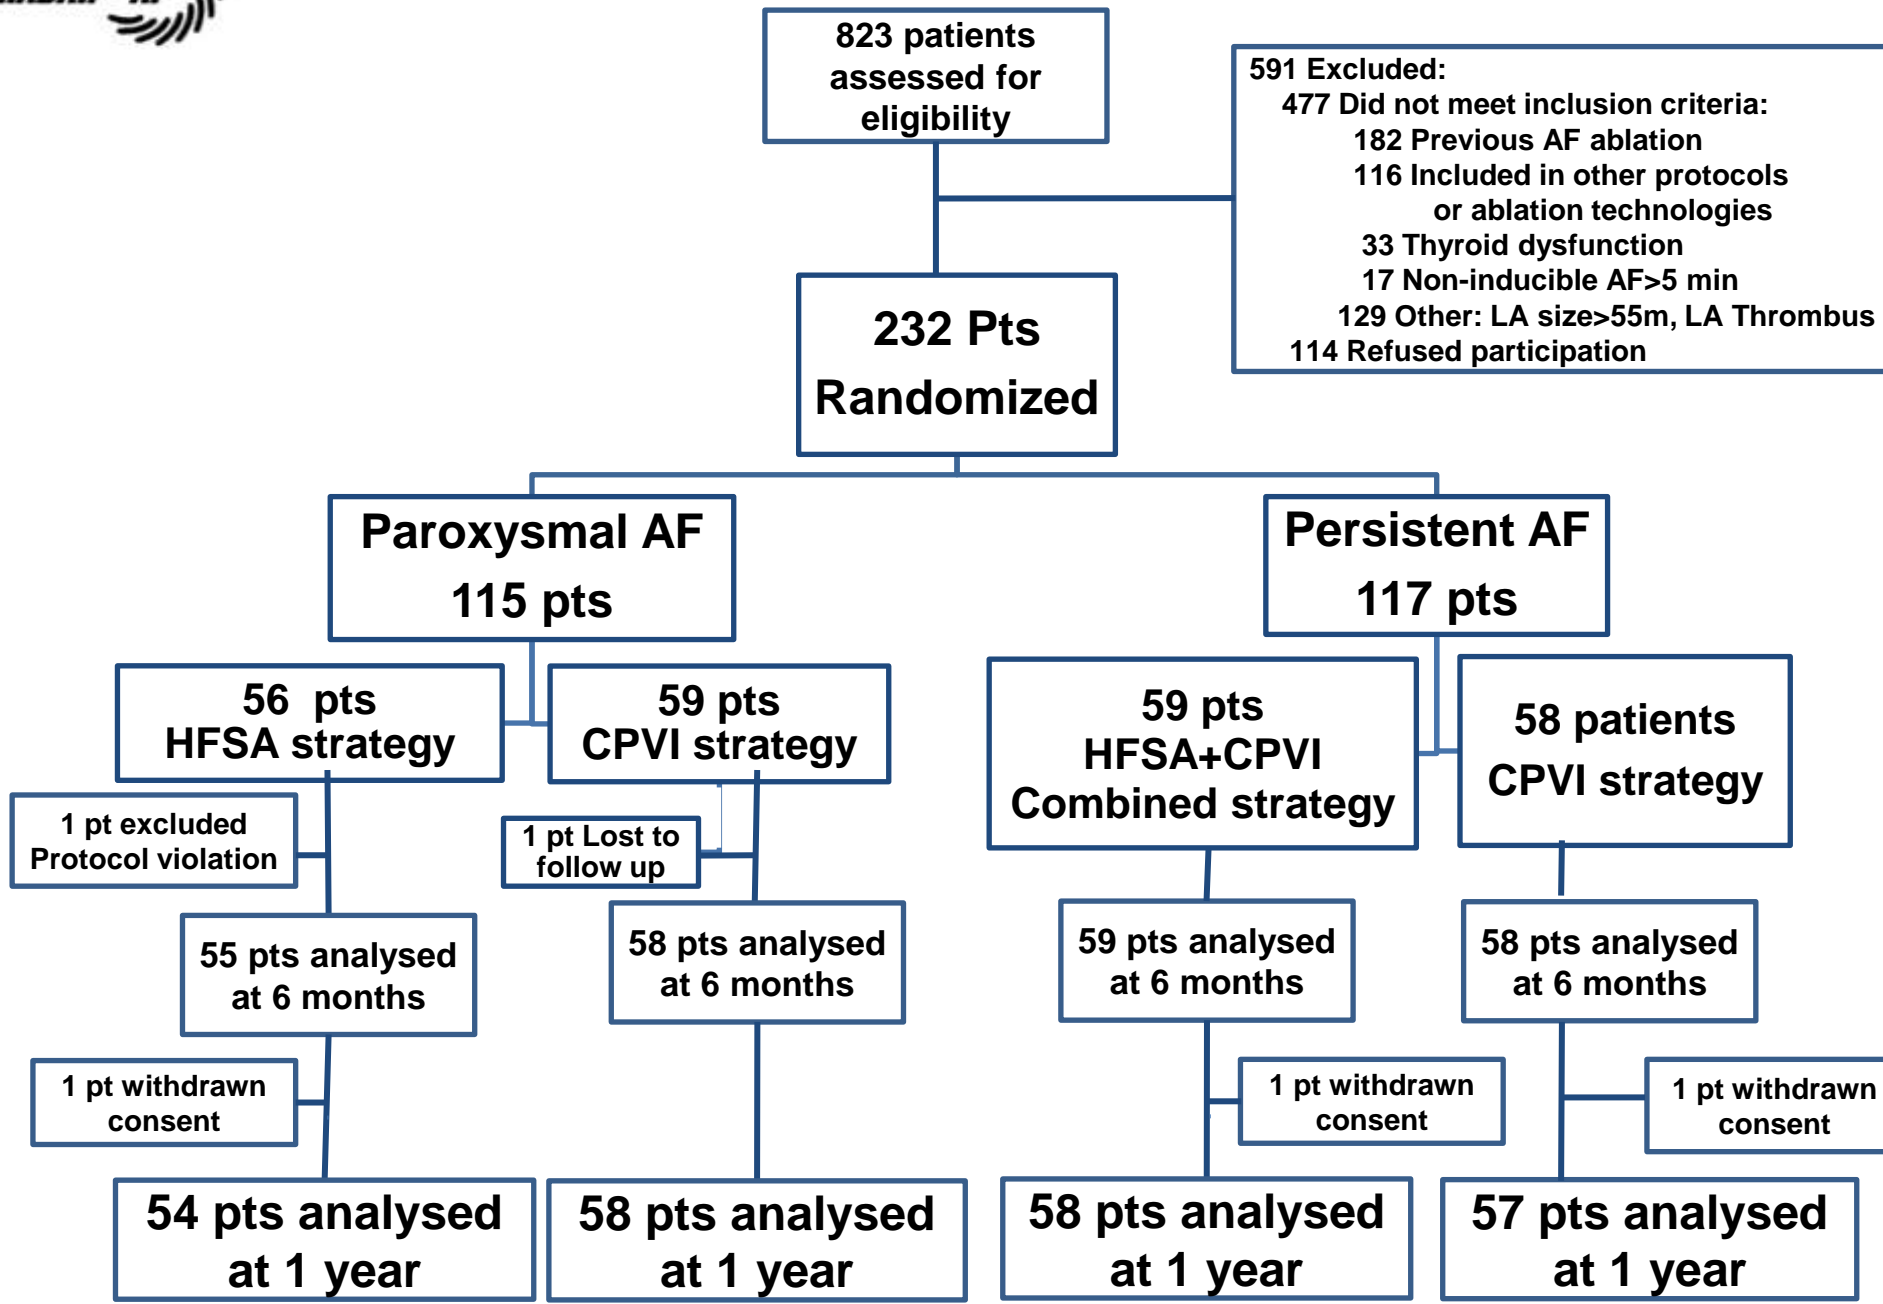 823 patients
assessed for
eligibility
591 Excluded:
477 Did not meet inclusion criteria:
182 Previous AF ablation
116 Included in other protocols
or ablation technologies
33 Thyroid dysfunction
17 Non-inducible AF>5 min
129 Other: LA size>55m, LA Thrombus
114 Refused participation
232 Pts
Randomized
Paroxysmal AF
115 pts
Persistent AF
117 pts
56 pts
HFSA strategy
59 pts
CPVI strategy
59 pts
HFSA+CPVI
Combined strategy
58 patients
CPVI strategy
1 pt excluded
Protocol violation
1 pt Lost to
follow up
55 pts analysed
at 6 months
58 pts analysed
at 6 months
59 pts analysed
at 6 months
58 pts analysed
at 6 months
1 pt withdrawn
consent
1 pt withdrawn
consent
1 pt withdrawn
consent
54 pts analysed
at 1 year
58 pts analysed
at 1 year
58 pts analysed
at 1 year
57 pts analysed
at 1 year